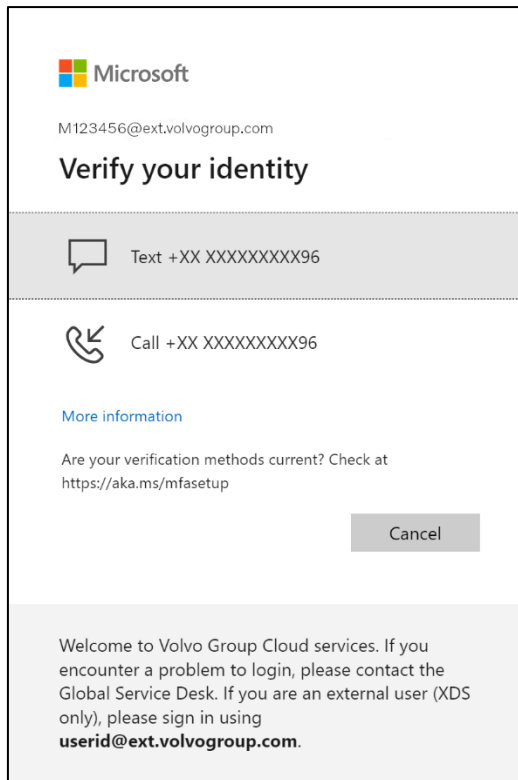 Microsoft
M123456@ext.volvogroup.com
Verify your identity
Text +XX XXXXXXXXX96
Call +XX XXXXXXXXX96
More information
Are your verification methods current? Check at
https://aka.ms/mfasetup
Cancel
Welcome to Volvo Group Cloud services. If you
encounter a problem to login, please contact the
Global Service Desk. If you are an external user (XDS
only), please sign in using
userid@ext.volvogroup.com.